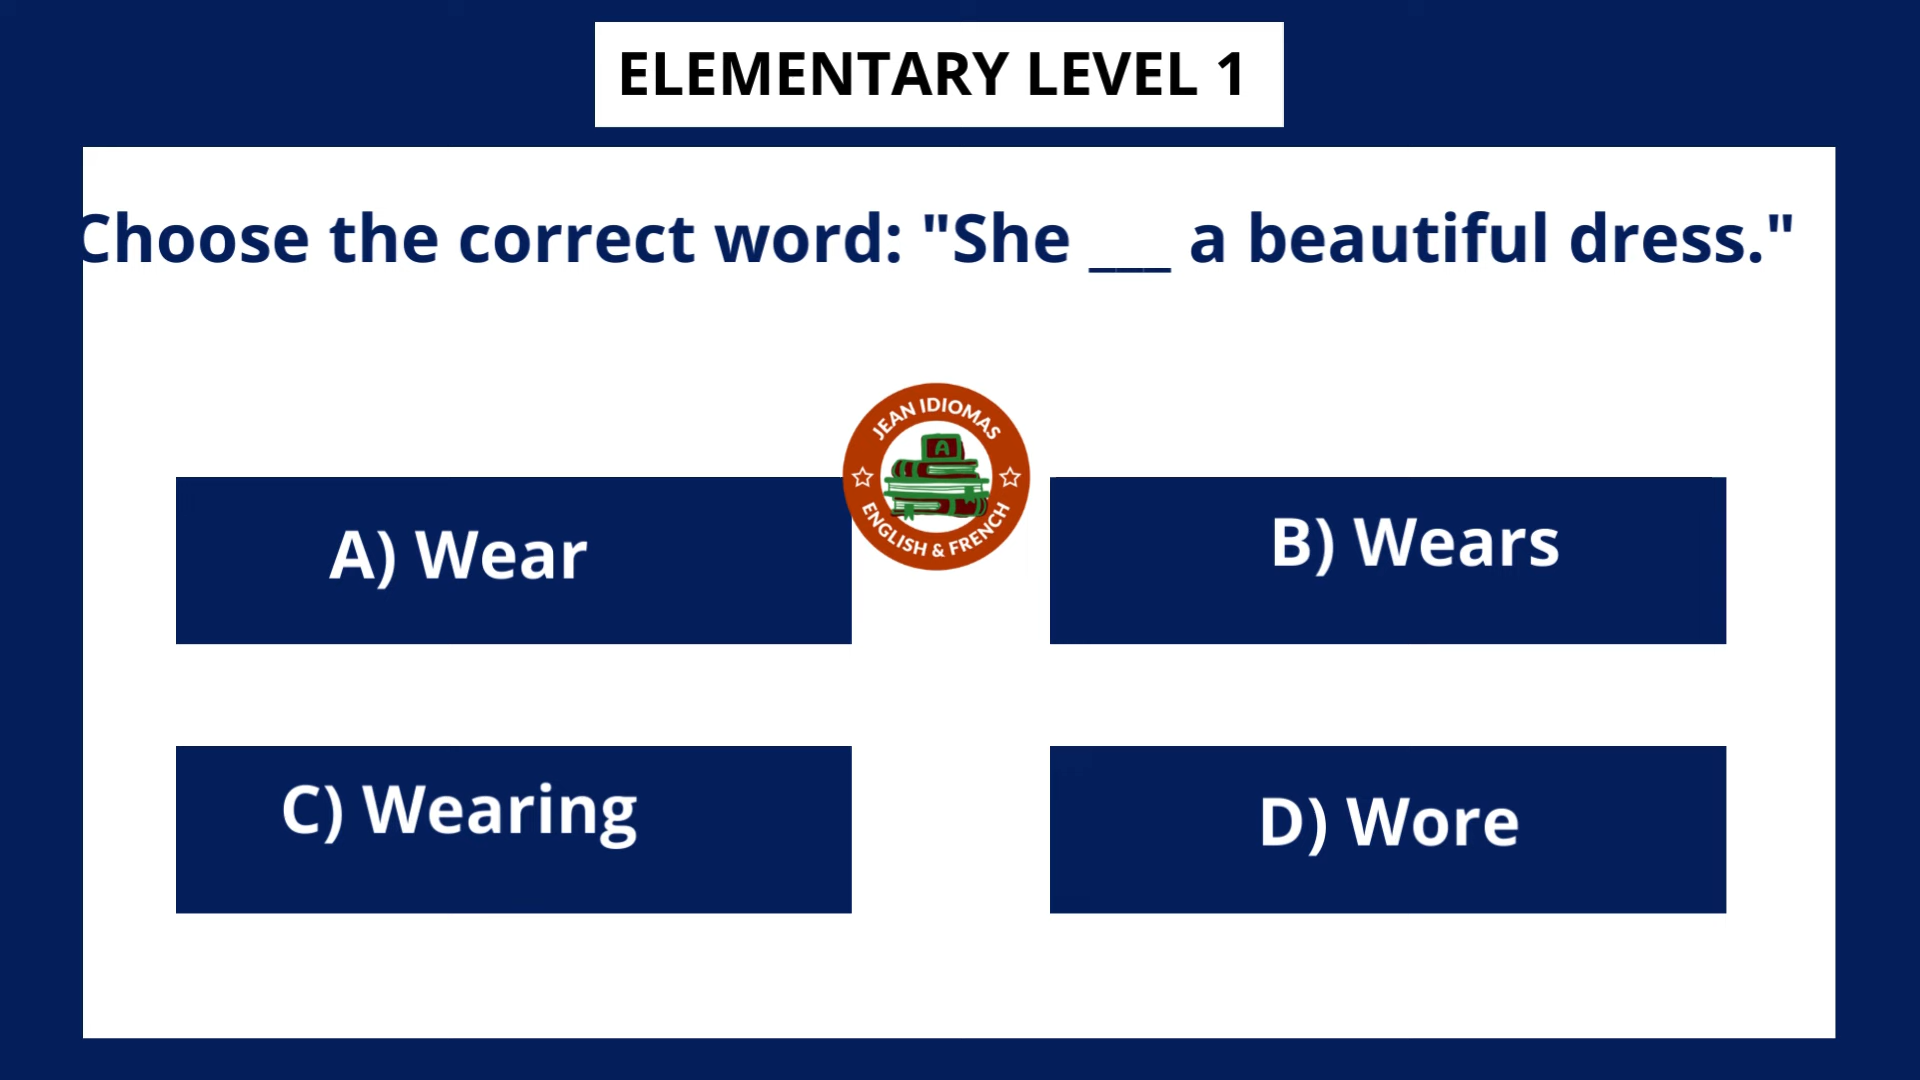 ELEMENTARY LEVEL 1
Choose the correct word: "She ___ a beautiful dress."
JEAN IDIOMAS
A
ENGLISH & FRENCH
A) Wear
B) Wears
C) Wearing
D) Wore